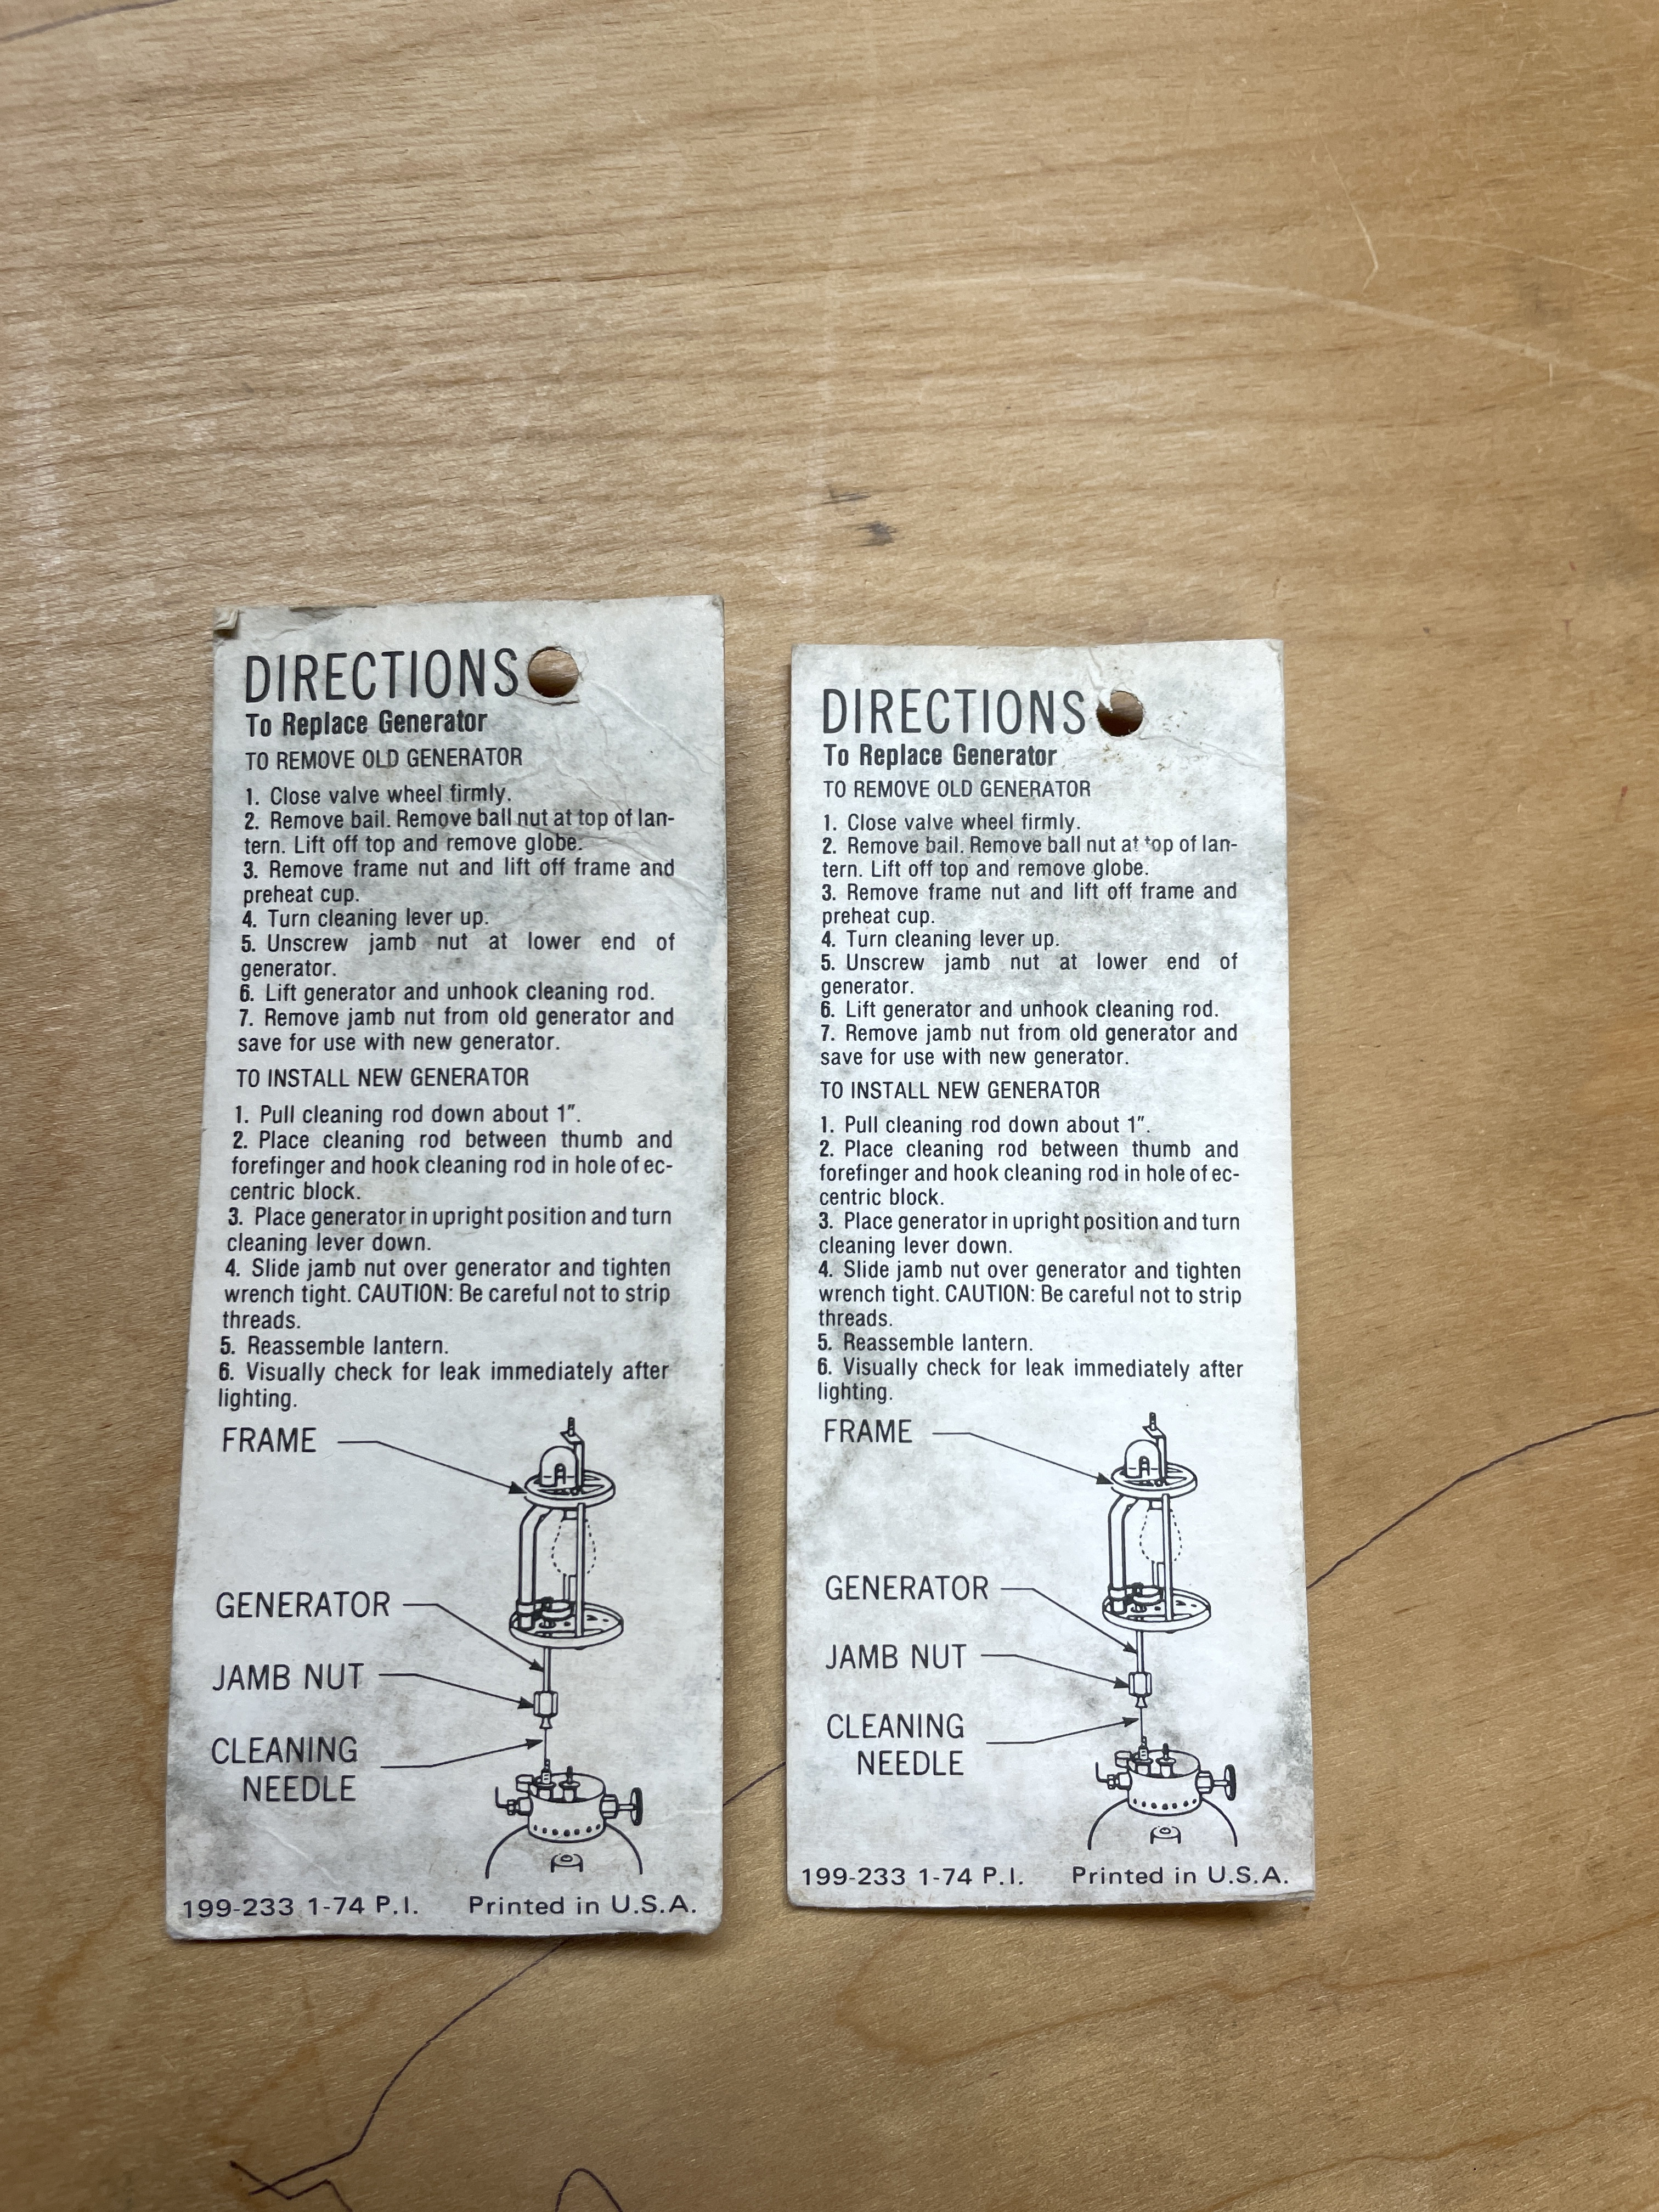 DIRECTIONS
To Replace Generator
TO REMOVE OLD GENERATOR
1. Close valve wheel firmly.
2. Remove bail. Remove ball nut at top of lan-
tern. Lift off top and remove globe.
3. Remove frame nut and lift off frame and
preheat cup.
4. Turn cleaning lever up.
5. Unscrew jamb nut at lower end of
generator.
6. Lift generator and unhook cleaning rod.
7. Remove jamb nut from old generator and
save for use with new generator.
TO INSTALL NEW GENERATOR
1. Pull cleaning rod down about 1".
2. Place cleaning rod between thumb and
forefinger and hook cleaning rod in hole of ec-
centric block.
3. Place generator in upright position and turn
cleaning lever down.
4. Slide jamb nut over generator and tighten
wrench tight. CAUTION: Be careful not to strip
threads.
5. Reassemble lantern.
6. Visually check for leak immediately after
lighting.
FRAME
GENERATOR
JAMB NUT
CLEANING
NEEDLE
199-233 1-74 P.I. Printed in U.S.A.
DIRECTIONS
To Replace Generator
TO REMOVE OLD GENERATOR
1. Close valve wheel firmly.
2. Remove bail. Remove ball nut at top of lan-
tern. Lift off top and remove globe.
3. Remove frame nut and lift off frame and
preheat cup.
4. Turn cleaning lever up.
5. Unscrew jamb nut at lower end of
generator.
6. Lift generator and unhook cleaning rod.
7. Remove jamb nut from old generator and
save for use with new generator.
TO INSTALL NEW GENERATOR
1. Pull cleaning rod down about 1".
2. Place cleaning rod between thumb and
forefinger and hook cleaning rod in hole of ec-
centric block.
3. Place generator in upright position and turn
cleaning lever down.
4. Slide jamb nut over generator and tighten
wrench tight. CAUTION: Be careful not to strip
threads.
5. Reassemble lantern.
6. Visually check for leak immediately after
lighting.
FRAME
GENERATOR
JAMB NUT
CLEANING
NEEDLE
199-233 1-74 P.I. Printed in U.S.A.